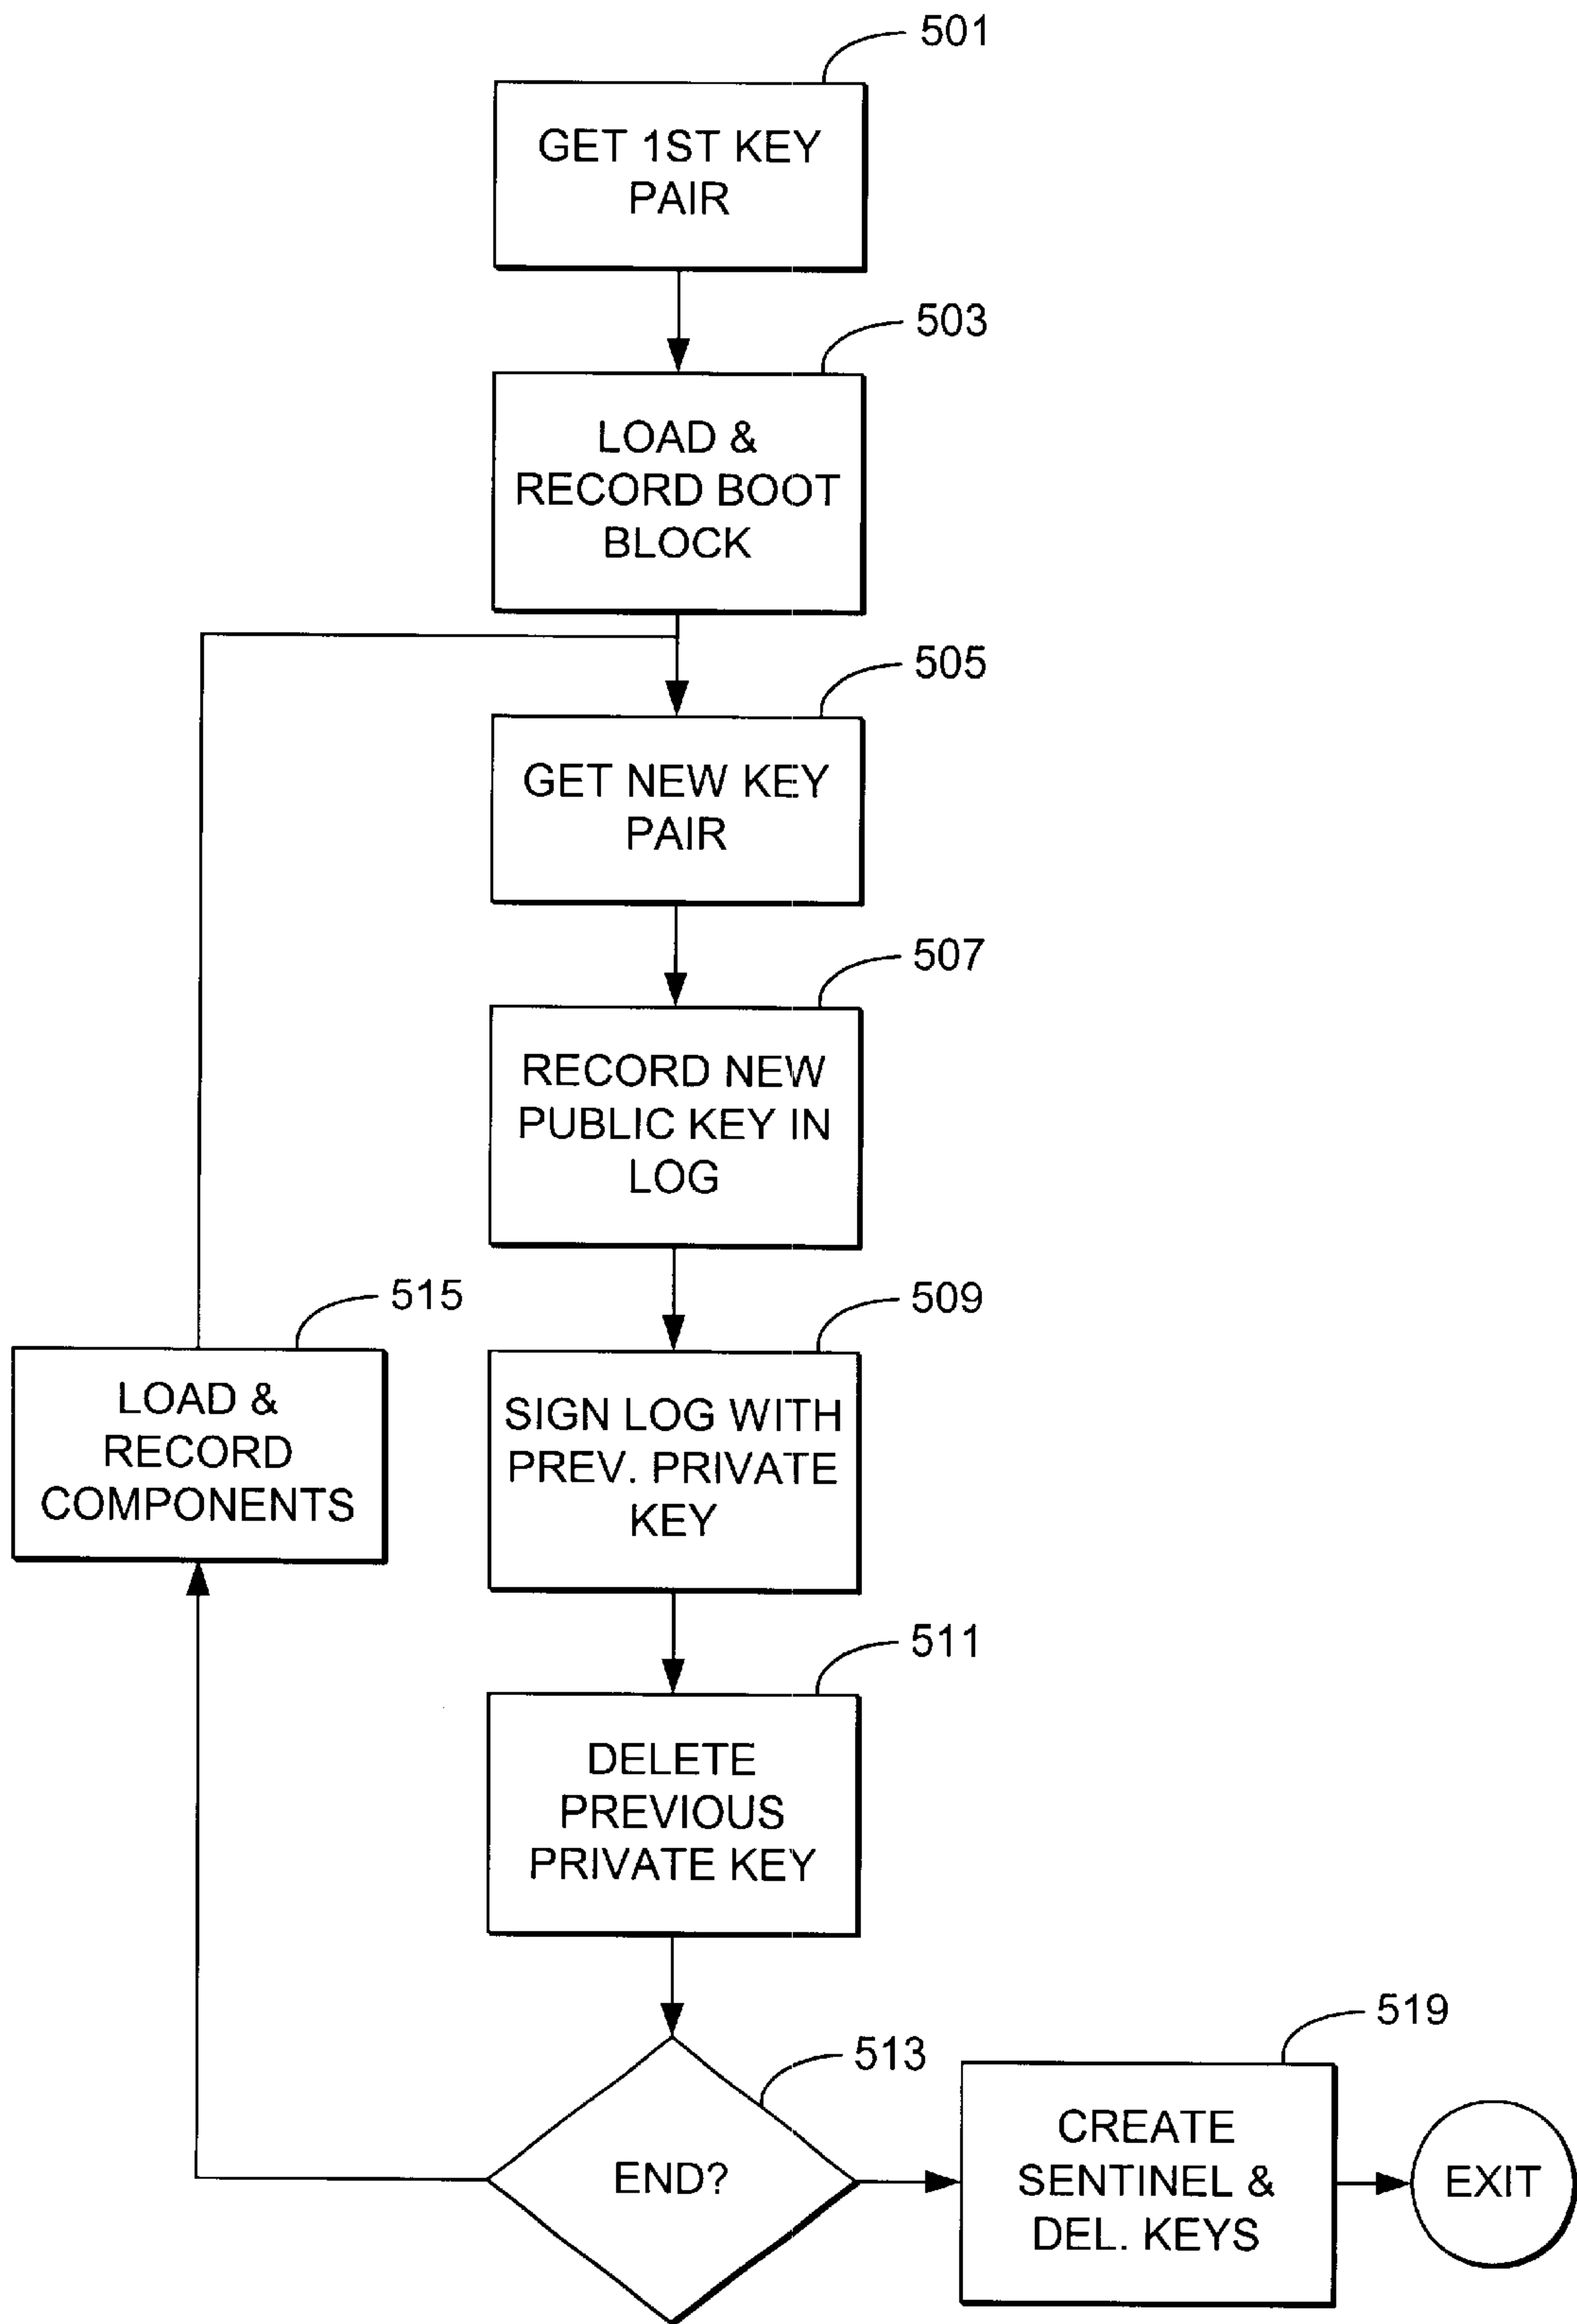 501
GET 1ST KEY
PAIR
503
LOAD &
RECORD BOOT
BLOCK
505
GET NEW KEY
PAIR
507
RECORD NEW
PUBLIC KEY IN
LOG
515
LOAD &
RECORD
COMPONENTS
509
SIGN LOG WITH
PREV. PRIVATE
KEY
511
DELETE
PREVIOUS
PRIVATE KEY
513
END?
519
CREATE
SENTINEL &
DEL. KEYS
EXIT